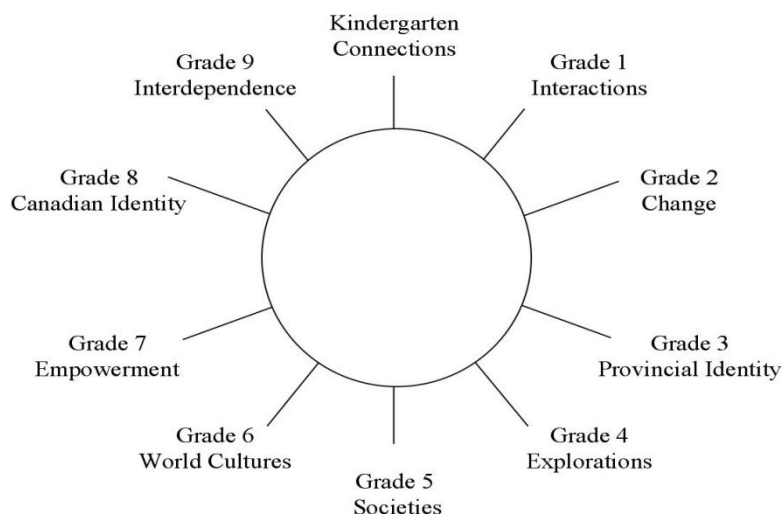 Kindergarten
Connections
Grade 1
Interactions
Grade 2
Change
Grade 3
Provincial Identity
Grade 4
Explorations
Grade 5
Societies
Grade 6
World Cultures
Grade 7
Empowerment
Grade 8
Canadian Identity
Grade 9
Interdependence